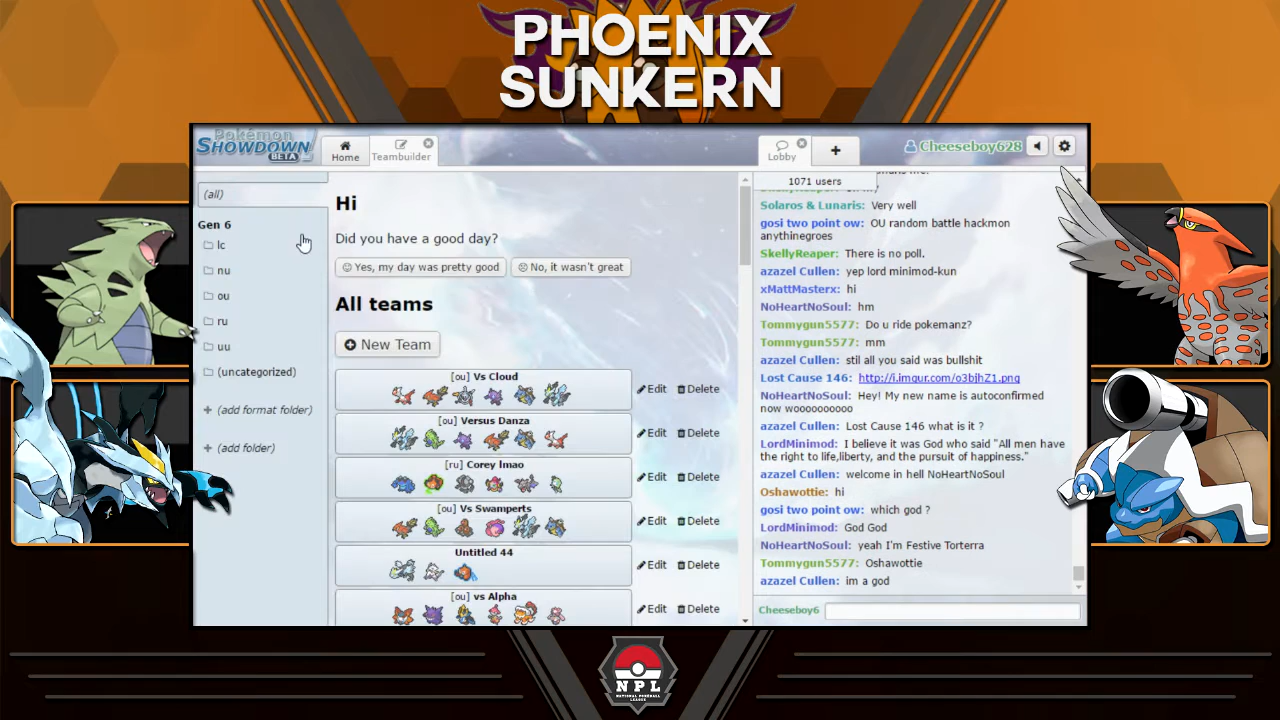 PHOENIX
SUNKERN
Pokémon
SHOWDOWN
BETA
Home
Teambuilder
Lobby
+
Cheeseboy628
(all)
Gen 6
lc
nu
ou
ru
uu
(uncategorized)
+ (add format folder)
+ (add folder)
Hi
Did you have a good day?
Yes, my day was pretty good
No, it wasn't great
All teams
New Team
[ou] Vs Cloud
Edit Delete
[ou] Versus Danza
Edit Delete
[ru] Corey lmao
Edit Delete
[ou] Vs Swamperts
Edit Delete
Untitled 44
Edit Delete
[ou] vs Alpha
Edit Delete
1071 users
Solaros & Lunaris: Very well
gosi two point ow: OU random battle hackmon
anythinegroes
SkellyReaper: There is no poll.
azazel Cullen: yep lord minimod-kun
xMattMasterx: hi
NoHeartNoSoul: hm
Tommygun5577: Do u ride pokemanz?
Tommygun5577: mm
azazel Cullen: stil all you said was bullshit
Lost Cause 146: http://i.imgur.com/o3bjhZ1.png
NoHeartNoSoul: Hey! My new name is autoconfirmed
now woooooooooo
azazel Cullen: Lost Cause 146 what is it ?
LordMinimod: I believe it was God who said "All men have
the right to life,liberty, and the pursuit of happiness."
azazel Cullen: welcome in hell NoHeartNoSoul
Oshawottie: hi
gosi two point ow: which god ?
LordMinimod: God God
NoHeartNoSoul: yeah I'm Festive Torterra
Tommygun5577: Oshawottie
azazel Cullen: im a god
Cheeseboy6
NPL
NATIONAL POKÉBALL
LEAGUE